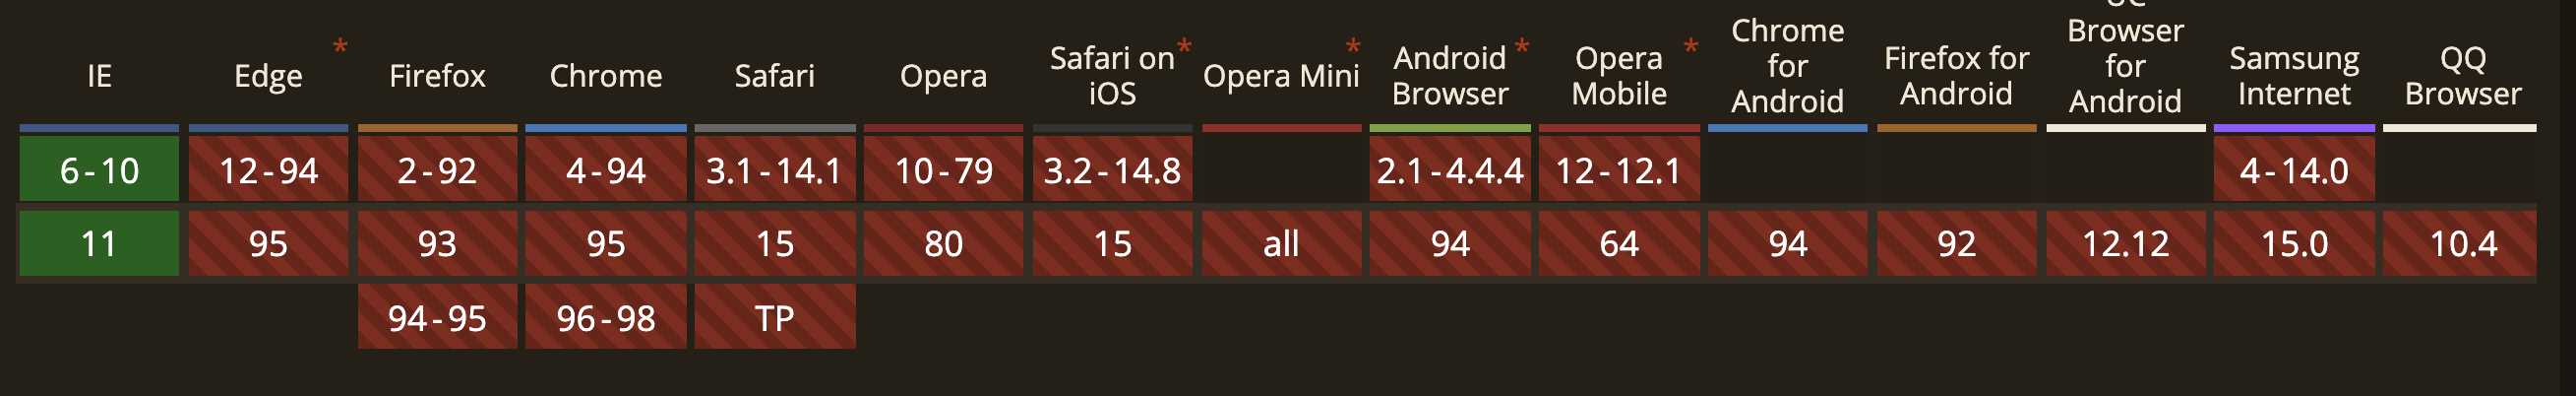 IE
Edge *
Firefox
Chrome
Safari
Opera
Safari on *
iOS
Opera Mini *
Android *
Browser
Opera *
Mobile
Chrome
for
Android
Firefox for
Android
Browser
for
Android
Samsung
Internet
QQ
Browser
6-10 12-94 2-92 4-94 3.1-14.1 10-79 3.2-14.8 2.1-4.4.4 12-12.1 4-14.0
11 95 93 95 15 80 15 all 94 64 94 92 12.12 15.0 10.4
94-95 96-98 TP